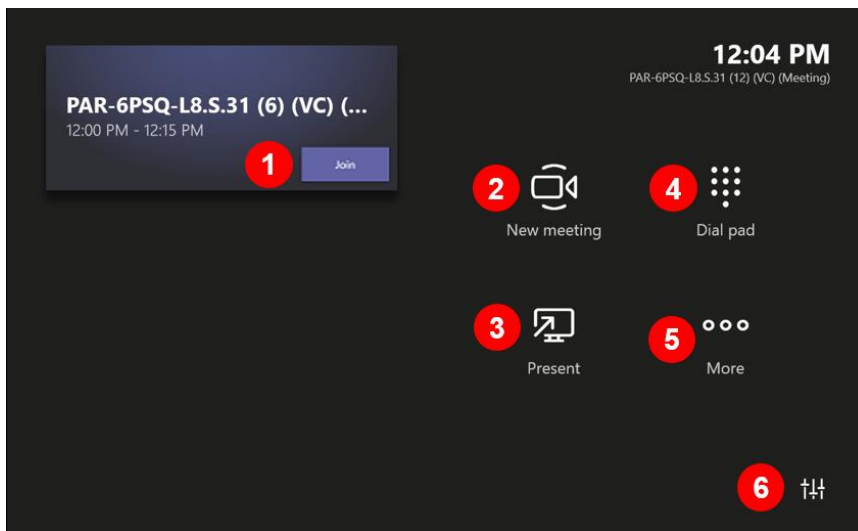 12:04 PM
PAR-6PSQ-L8.S.31 (12) (VC) (Meeting)
PAR-6PSQ-L8.S.31 (6) (VC) (...
12:00 PM - 12:15 PM
1
Join
2
New meeting
4
Dial pad
3
Present
5
More
6